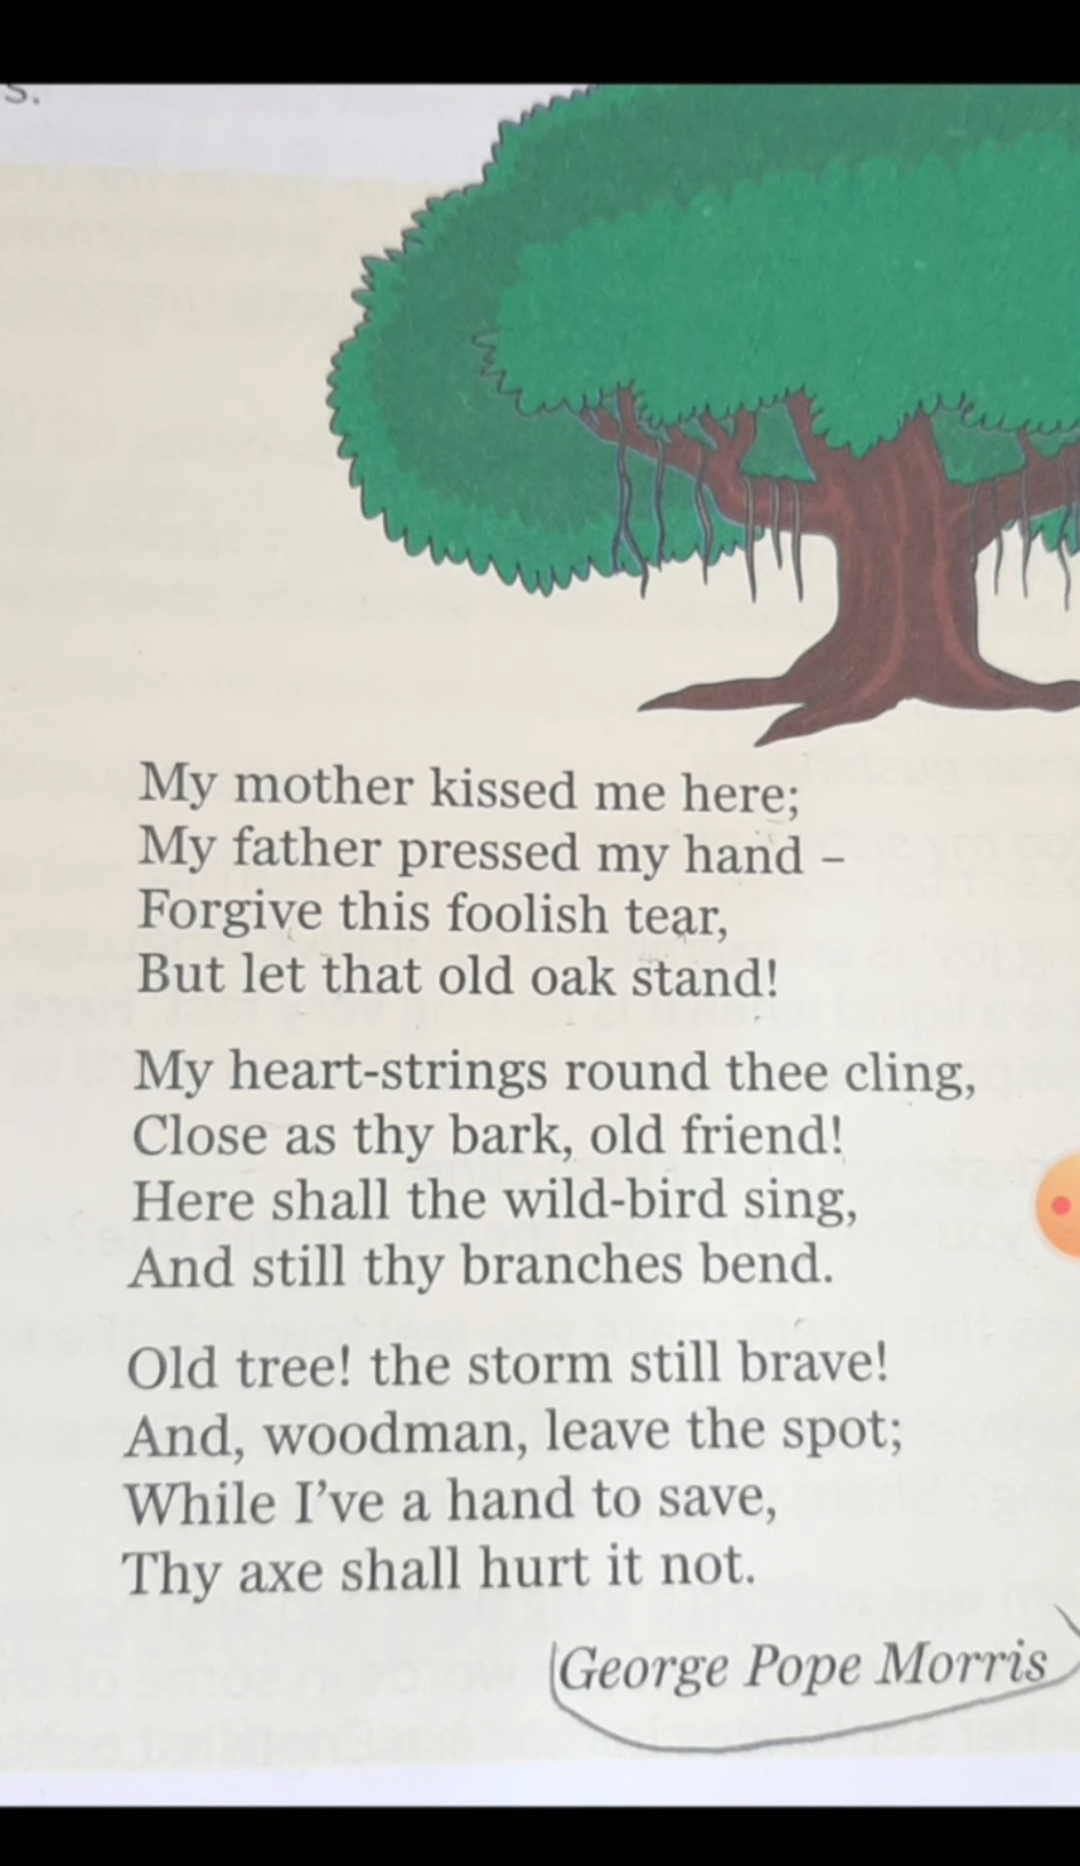 s.
My mother kissed me here;
My father pressed my hand –
Forgive this foolish tear,
But let that old oak stand!
My heart-strings round thee cling,
Close as thy bark, old friend!
Here shall the wild-bird sing,
And still thy branches bend.
Old tree! the storm still brave!
And, woodman, leave the spot;
While I've a hand to save,
Thy axe shall hurt it not.
George Pope Morris